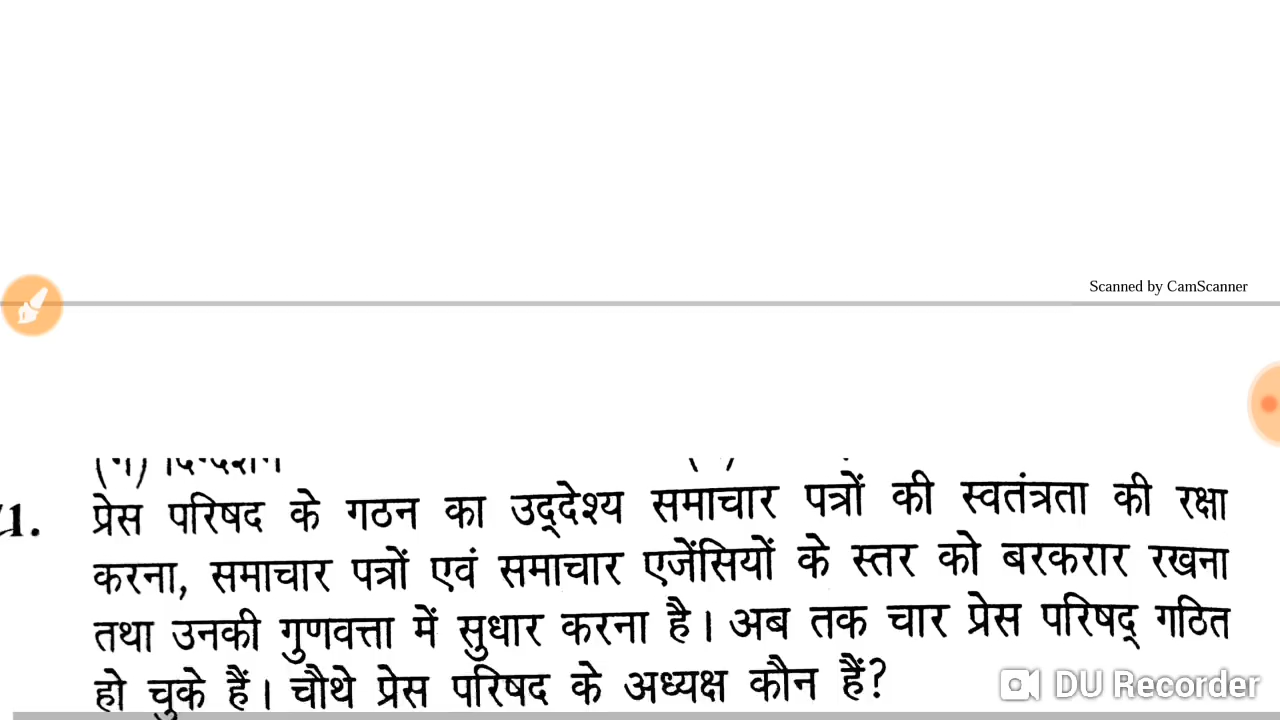 Scanned by CamScanner
प्रेस परिषद के गठन का उद्देश्य समाचार पत्रों की स्वतंत्रता की रक्षा
करना, समाचार पत्रों एवं समाचार एजेंसियों के स्तर को बरकरार रखना
तथा उनकी गुणवत्ता में सुधार करना है। अब तक चार प्रेस परिषद् गठित
हो चुके हैं। चौथे प्रेस परिषद के अध्यक्ष कौन हैं?
DU Recorder